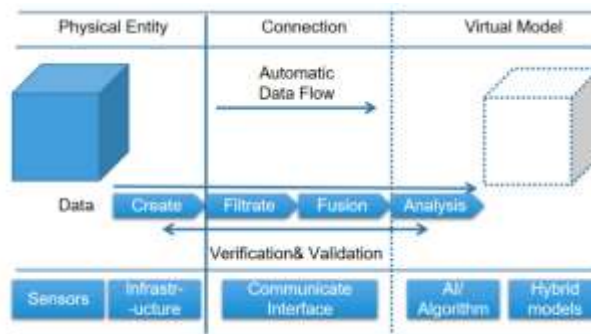 Physical Entity
Connection
Virtual Model
Automatic
Data Flow
Data
Create
Filtrate
Fusion
Analysis
Verification& Validation
Sensors
Infrastr-
-ucture
Communicate
Interface
AI/
Algorithm
Hybrid
models